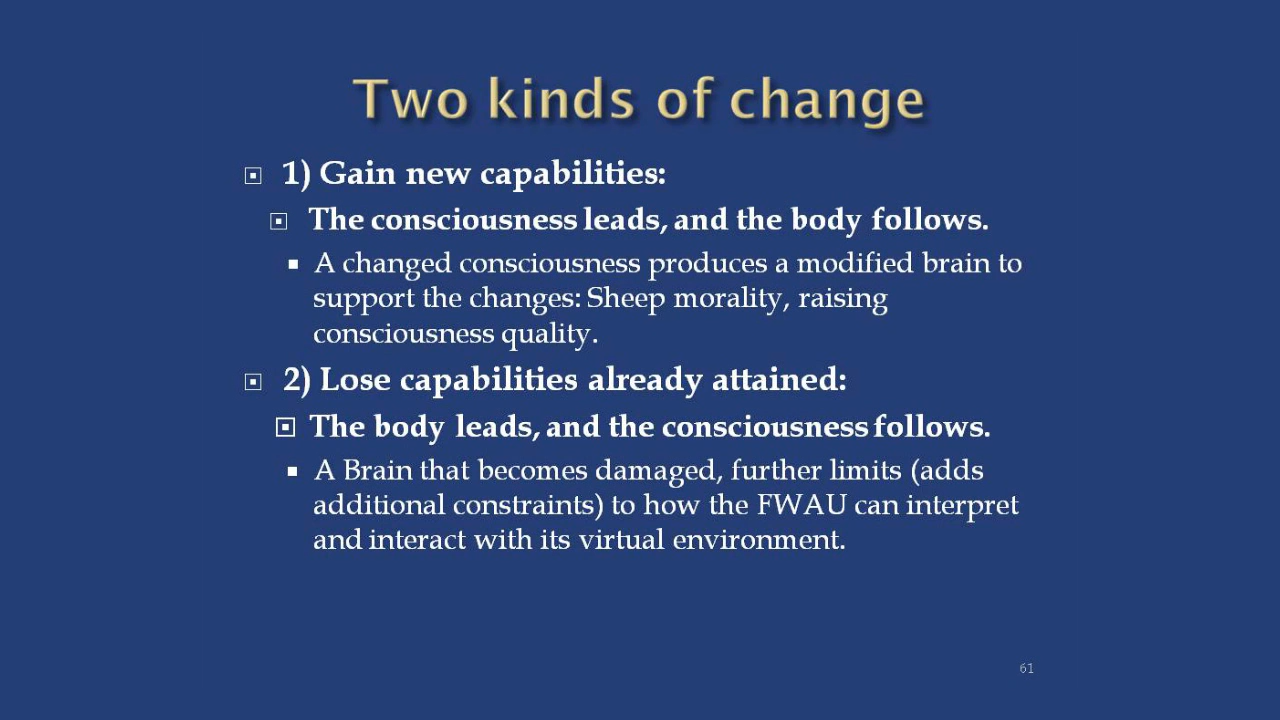 Two kinds of change
1) Gain new capabilities:
The consciousness leads, and the body follows.
A changed consciousness produces a modified brain to
support the changes: Sheep morality, raising
consciousness quality.
2) Lose capabilities already attained:
The body leads, and the consciousness follows.
A Brain that becomes damaged, further limits (adds
additional constraints) to how the FWAU can interpret
and interact with its virtual environment.
61